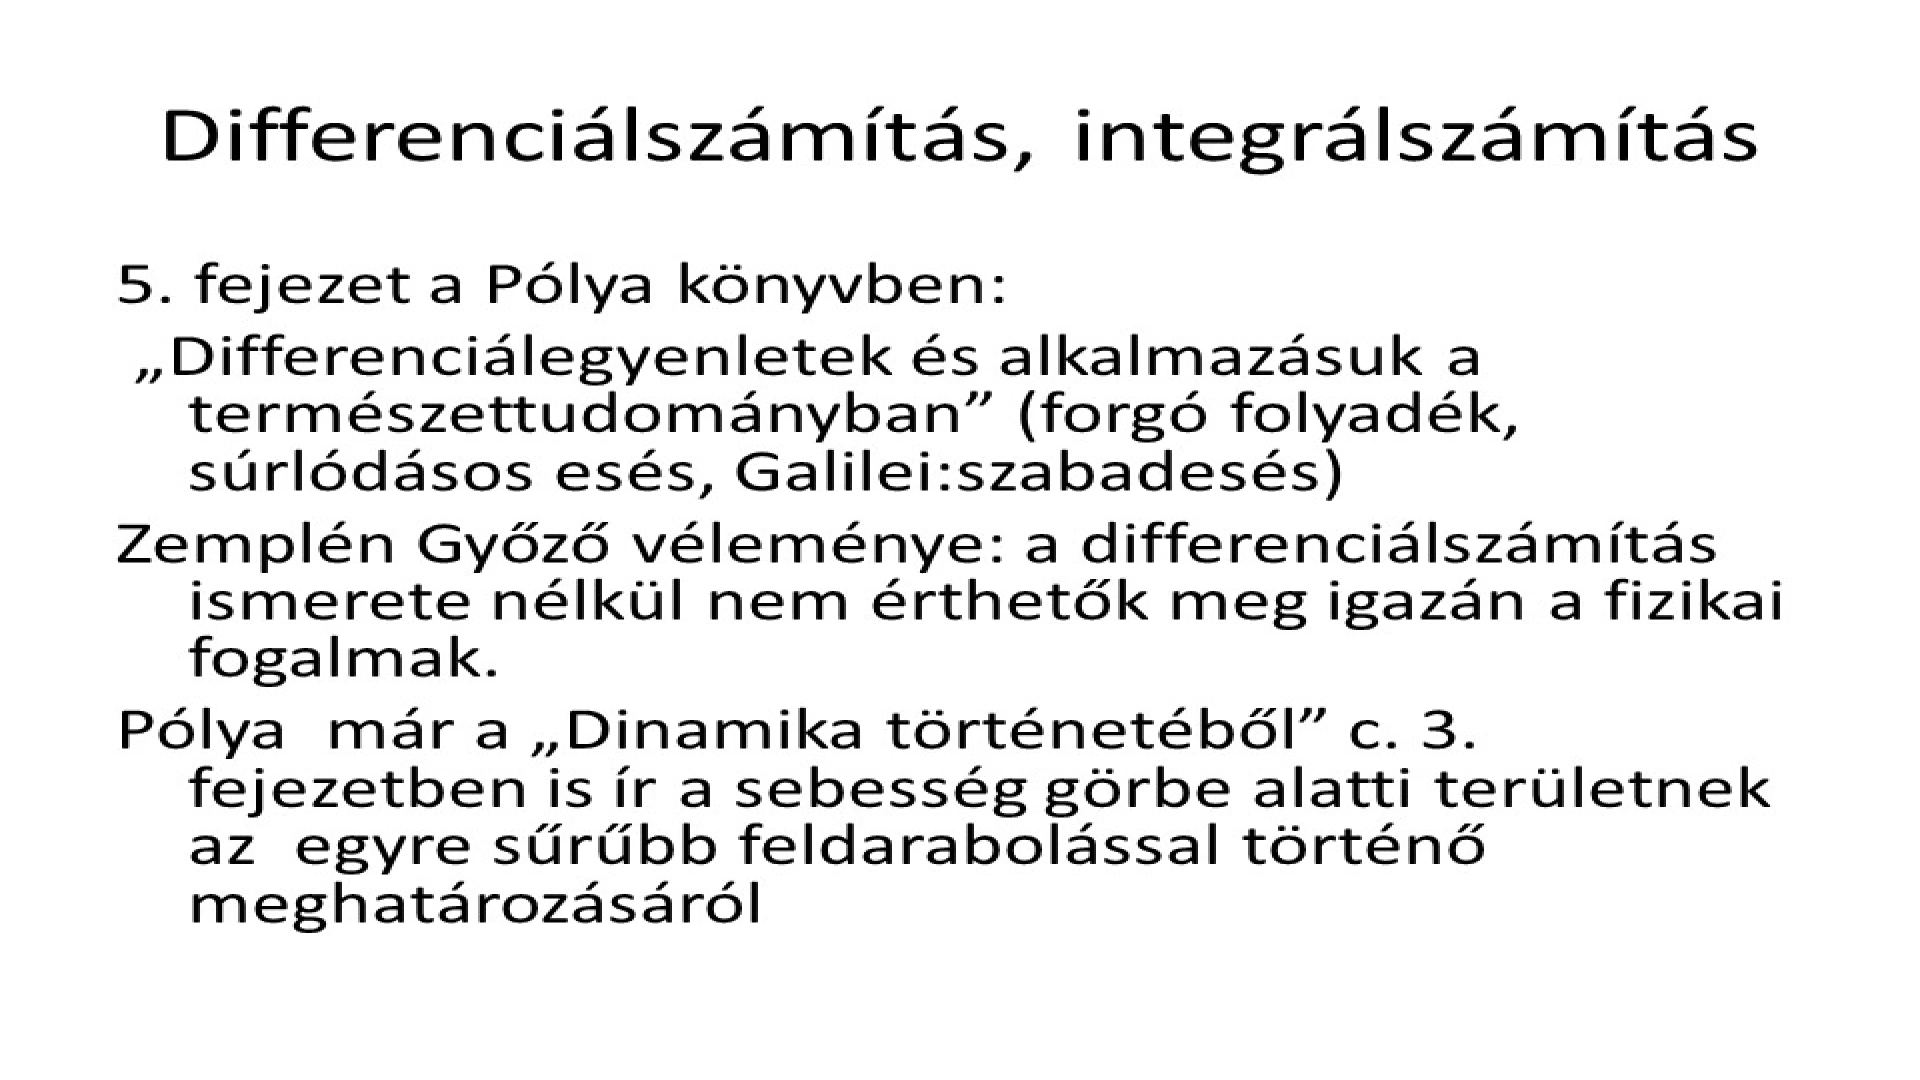 Differenciálszámítás, integrálszámítás
5. fejezet a Pólya könyvben:
„Differenciálegyenletek és alkalmazásuk a
természettudományban” (forgó folyadék,
súrlódásos esés, Galilei:szabadesés)
Zemplén Győző véleménye: a differenciálszámítás
ismerete nélkül nem érthetők meg igazán a fizikai
fogalmak.
Pólya  már a „Dinamika történetéből” c. 3.
fejezetben is ír a sebesség görbe alatti területnek
az  egyre sűrűbb feldarabolással történő
meghatározásáról